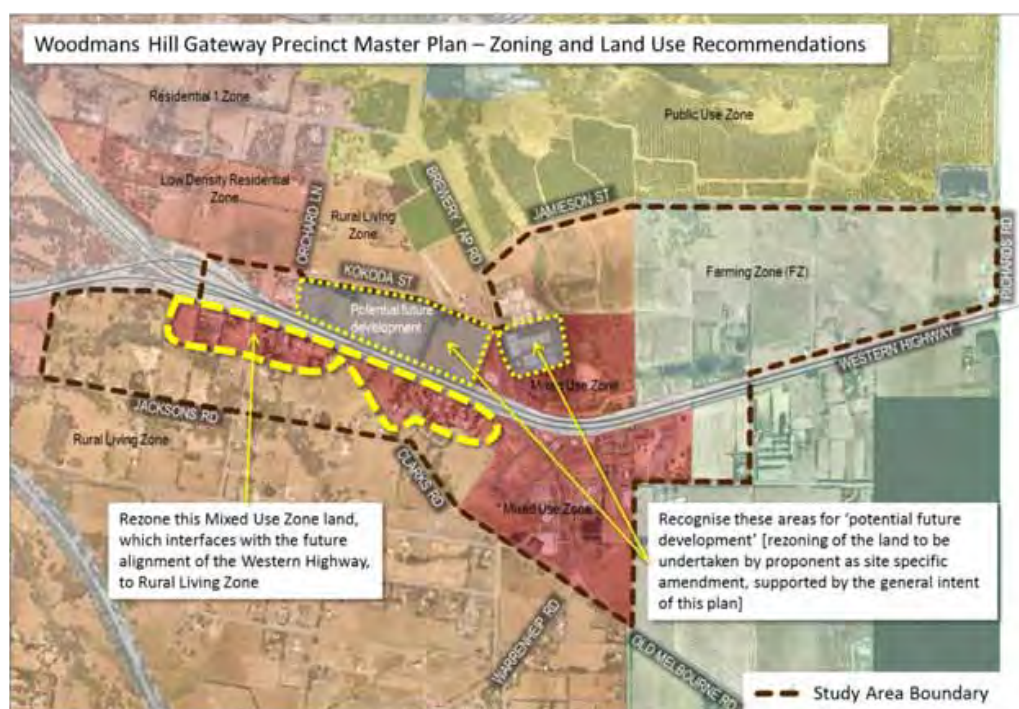 Woodmans Hill Gateway Precinct Master Plan – Zoning and Land Use Recommendations
Residential 1 Zone
Public Use Zone
Low Density Residential
Zone
ORCHARD LN
Rural Living
Zone
BREWERY TAP RD
JAMIESON ST
KOKODA ST
Farming Zone (FZ)
RICHARDS RD
Potential future
development
WESTERN HIGHWAY
Mixed Use Zone
JACKSONS RD
Rural Living Zone
CLARKS RD
Mixed Use Zone
Rezone this Mixed Use Zone land,
which interfaces with the future
alignment of the Western Highway,
to Rural Living Zone
Recognise these areas for ‘potential future
development’ [rezoning of the land to be
undertaken by proponent as site specific
amendment, supported by the general intent
of this plan]
WARRENHEIP RD
OLD MELBOURNE RD
Study Area Boundary